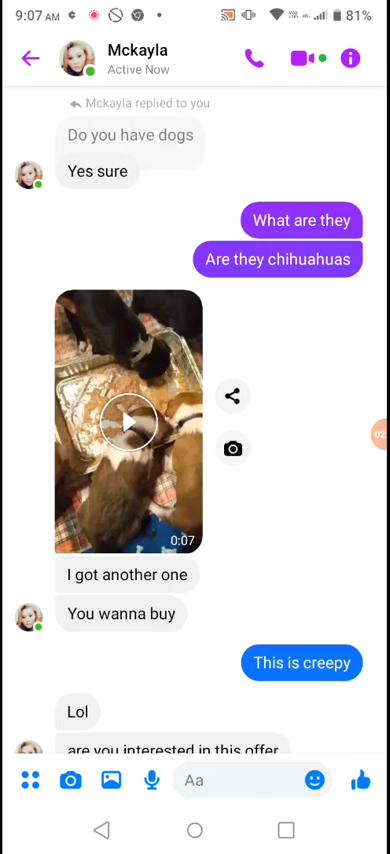 9:07 AM
81%
Mckayla
Active Now
Mckayla replied to you
Do you have dogs
Yes sure
What are they
Are they chihuahuas
0:07
02
I got another one
You wanna buy
This is creepy
Lol
are you interested in this offer
Aa